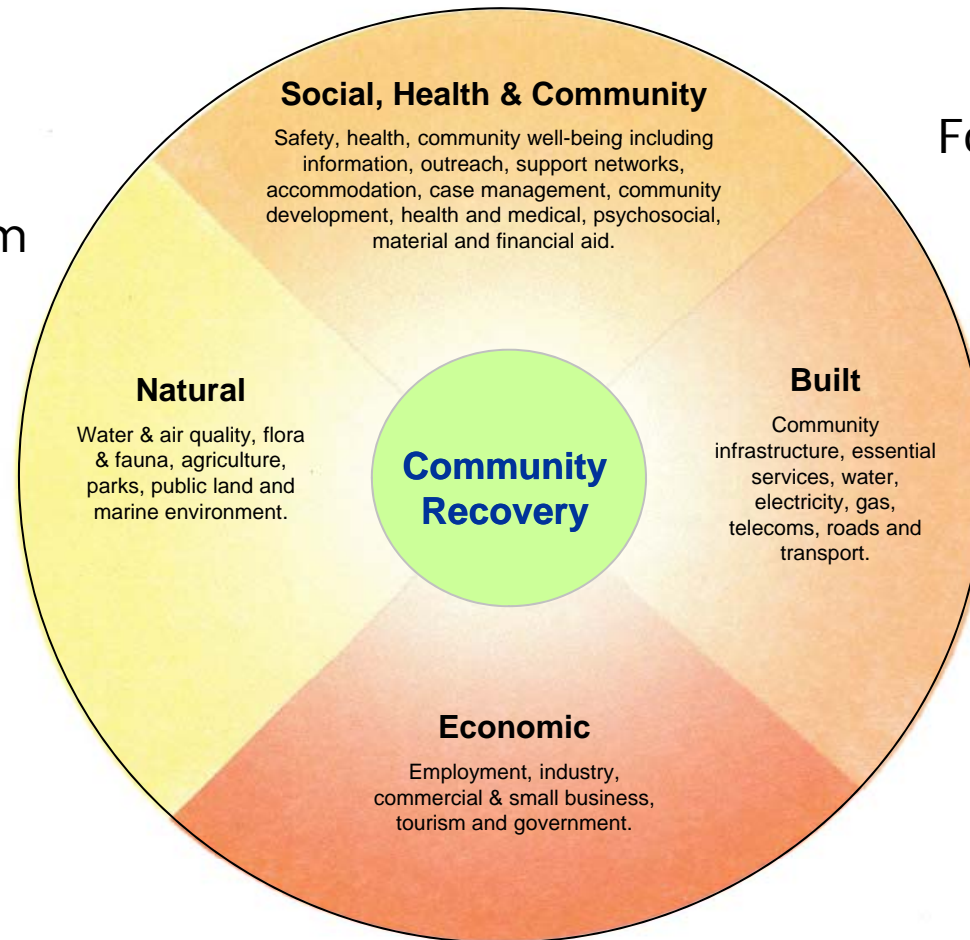 Social, Health & Community
Safety, health, community well-being including
information, outreach, support networks,
accommodation, case management, community
development, health and medical, psychosocial,
material and financial aid.
Fo
m
Natural
Water & air quality, flora
& fauna, agriculture,
parks, public land and
marine environment.
Community
Recovery
Built
Community
infrastructure, essential
services, water,
electricity, gas,
telecoms, roads and
transport.
Economic
Employment, industry,
commercial & small business,
tourism and government.